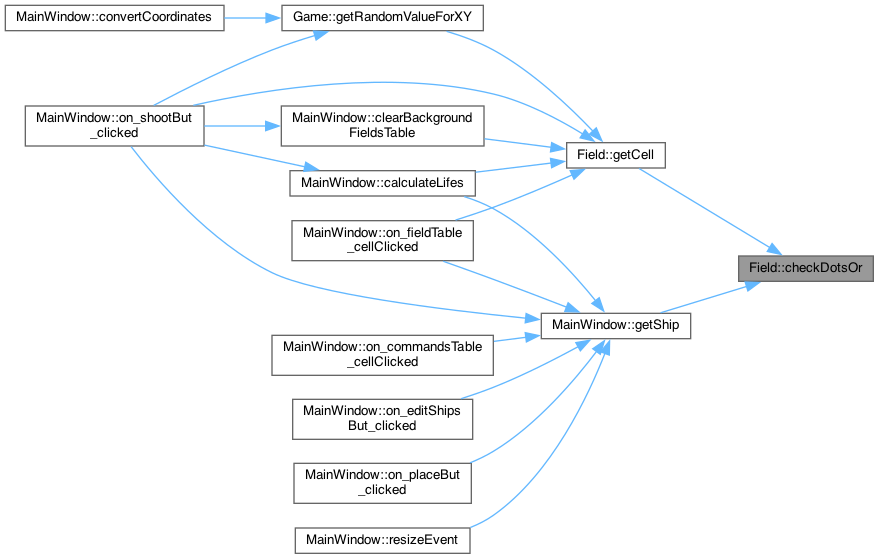 MainWindow::convertCoordinates
Game::getRandomValueForXY
MainWindow::on_shootBut
_clicked
MainWindow::clearBackground
FieldsTable
Field::getCell
MainWindow::calculateLifes
MainWindow::on_fieldTable
_cellClicked
Field::checkDotsOr
MainWindow::getShip
MainWindow::on_commandsTable
_cellClicked
MainWindow::on_editShips
But_clicked
MainWindow::on_placeBut
_clicked
MainWindow::resizeEvent